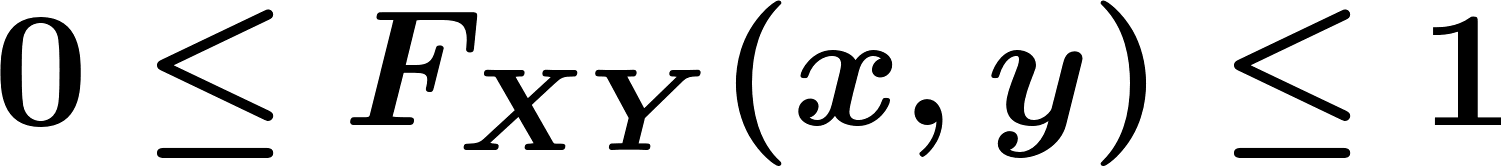 0 ≤ F_{XY}(x, y) ≤ 1